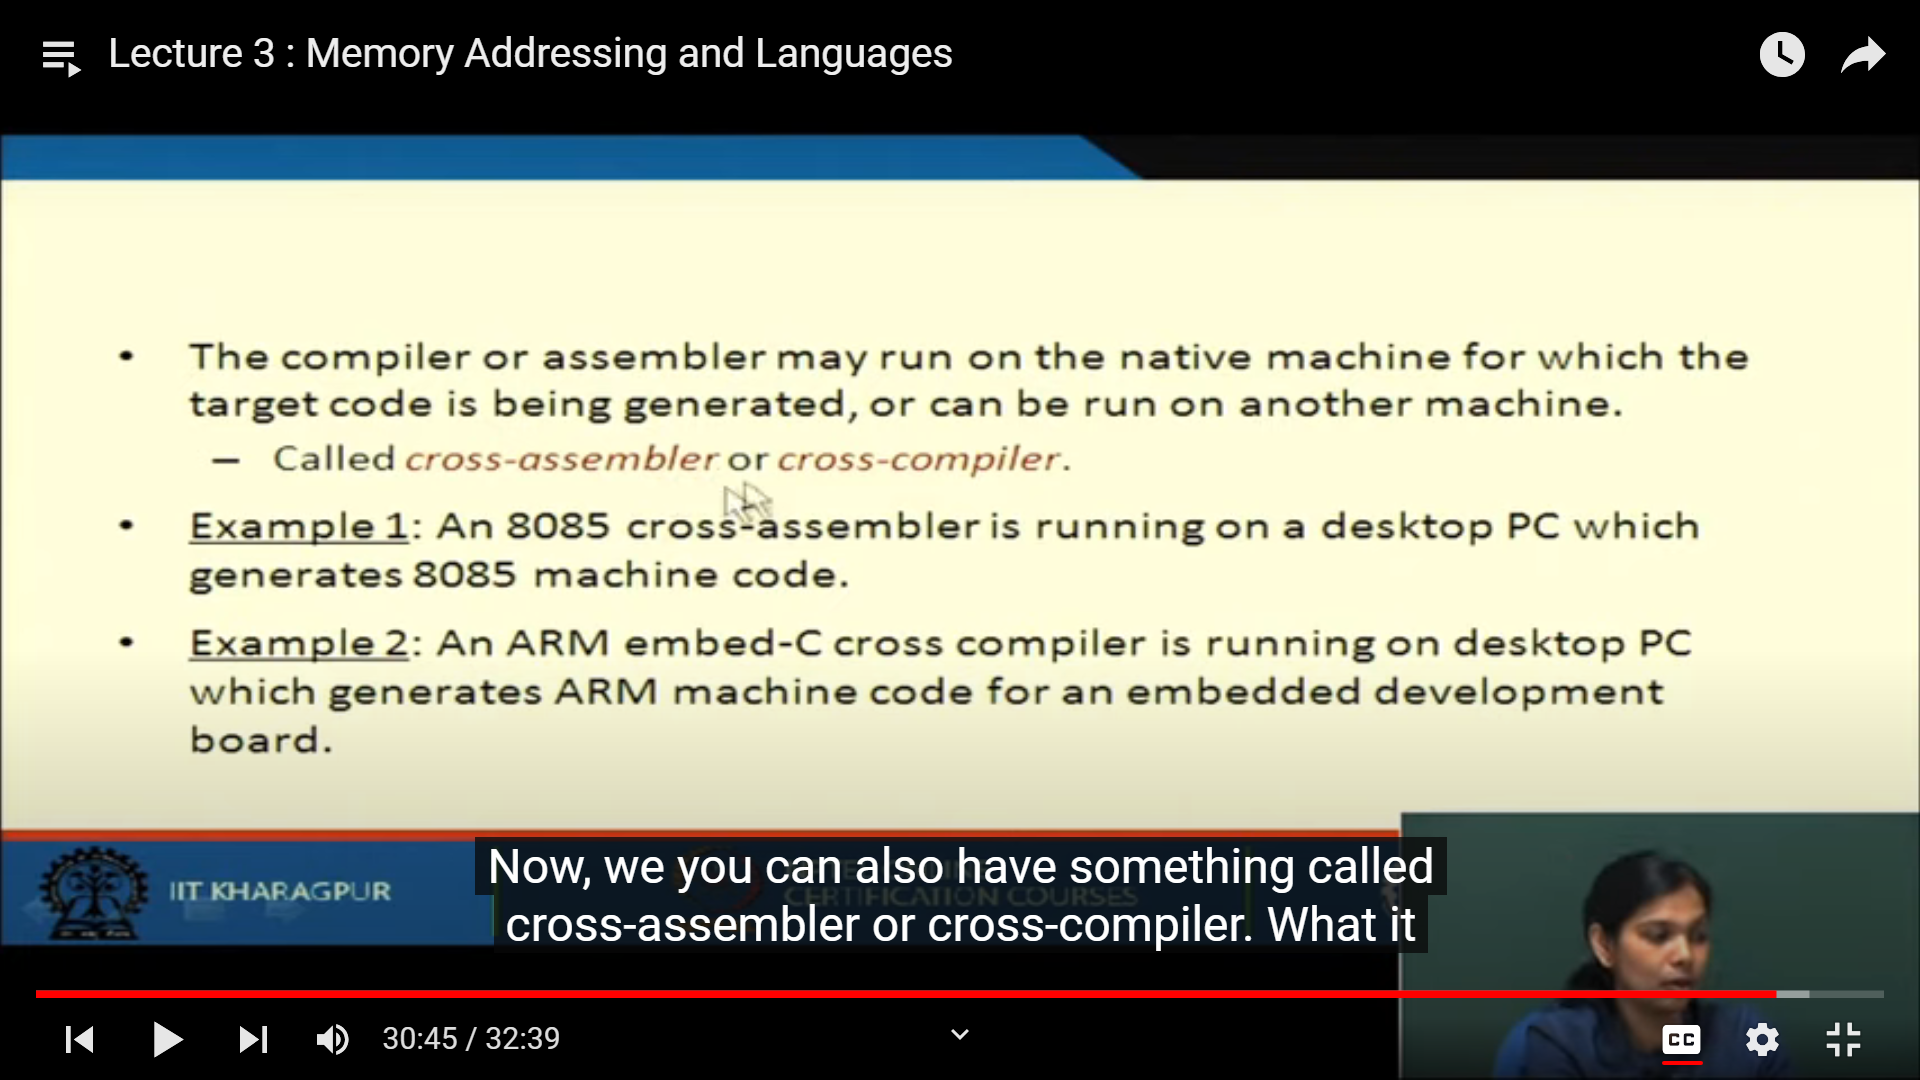 Lecture 3 : Memory Addressing and Languages
• The compiler or assembler may run on the native machine for which the
target code is being generated, or can be run on another machine.
– Called cross-assembler or cross-compiler.
• Example 1: An 8085 cross-assembler is running on a desktop PC which
generates 8085 machine code.
• Example 2: An ARM embed-C cross compiler is running on desktop PC
which generates ARM machine code for an embedded development
board.
IIT KHARAGPUR
CERTIFICATION COURSES
Now, we you can also have something called
cross-assembler or cross-compiler. What it
30:45 / 32:39
CC